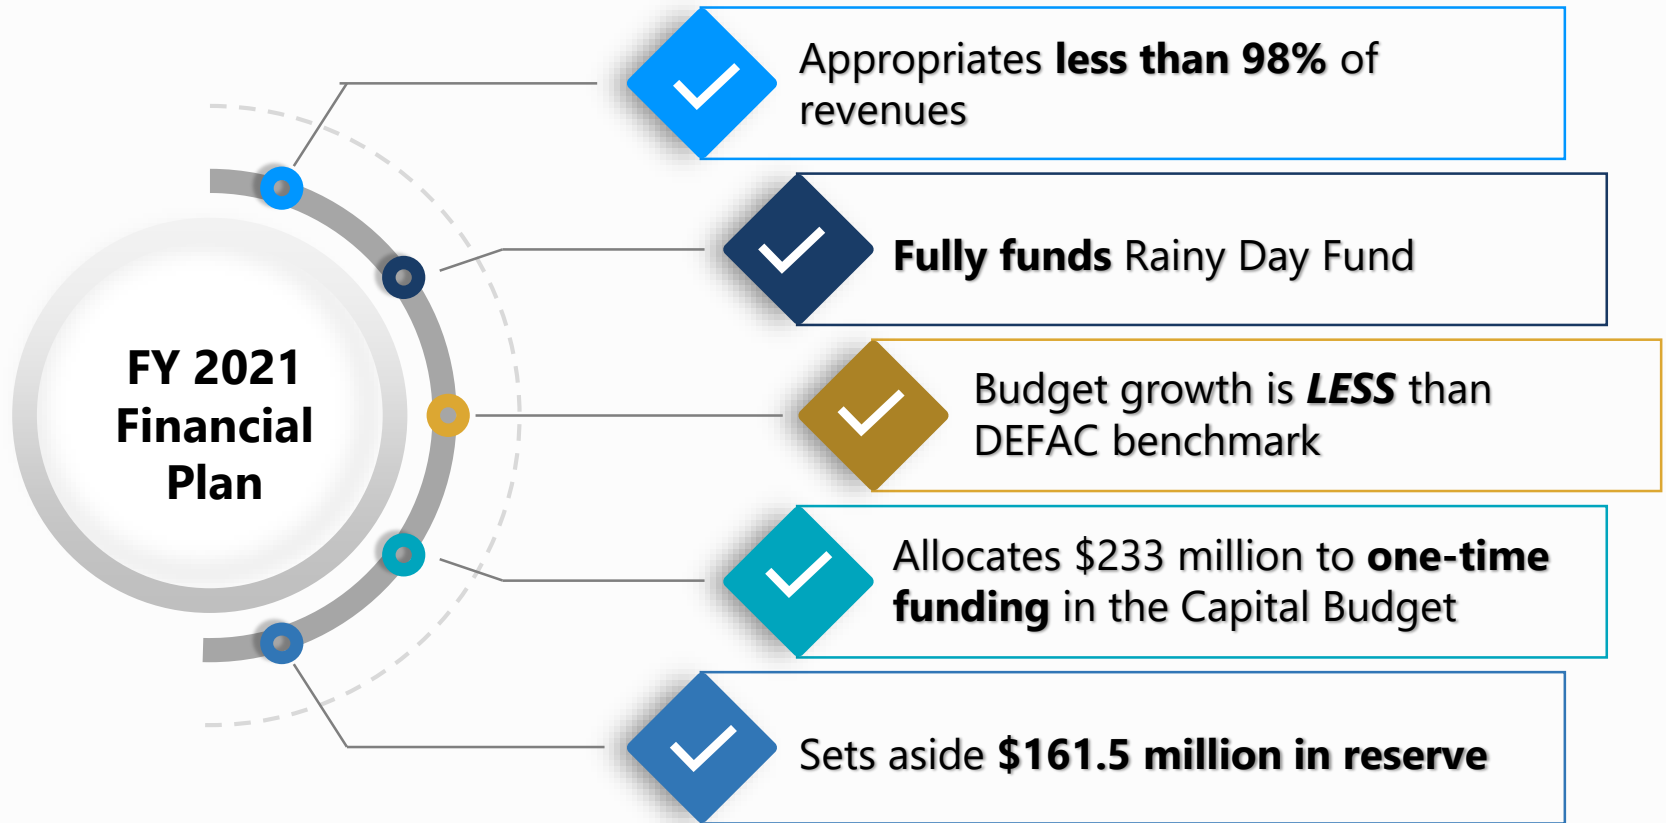 FY 2021
Financial
Plan
Appropriates less than 98% of
revenues
Fully funds Rainy Day Fund
Budget growth is LESS than
DEFAC benchmark
Allocates $233 million to one-time
funding in the Capital Budget
Sets aside $161.5 million in reserve